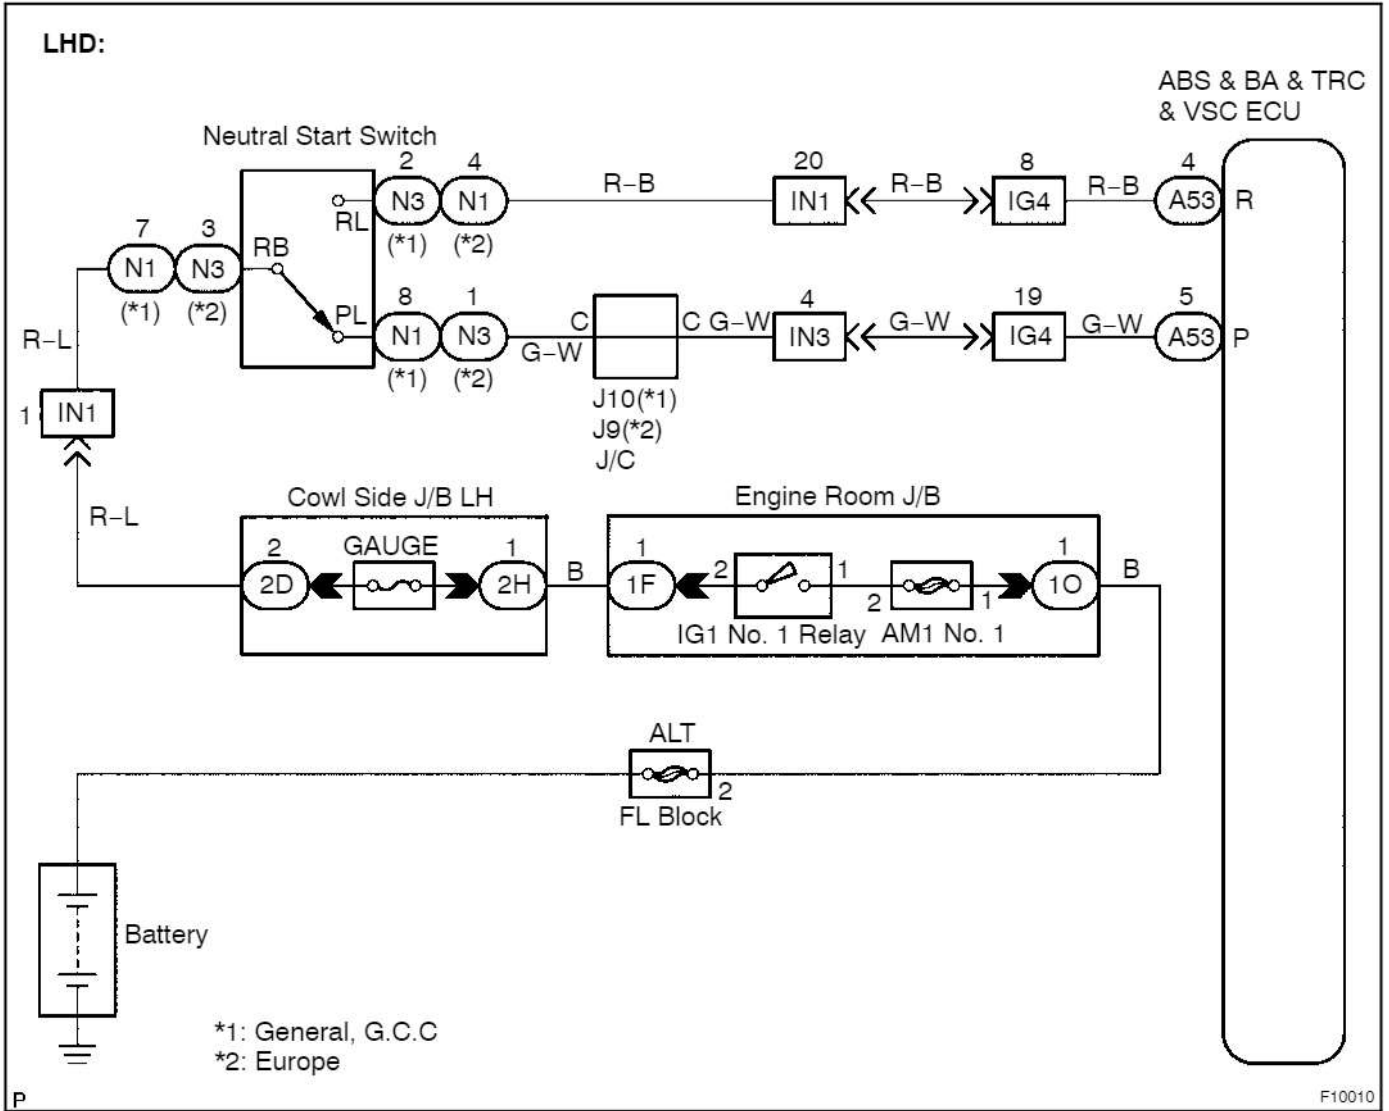 LHD:
ABS & BA & TRC
& VSC ECU
Neutral Start Switch
2 4 20 8 4
N3 N1 R-B IN1 R-B IG4 R-B A53 R
RL
(*1) (*2)
7 3
N1 N3 RB
(*1) (*2)
PL 8 1 4 19 5
N1 N3 C C G-W IN3 G-W IG4 G-W A53 P
G-W
(*1) (*2)
R-L
J10(*1)
J9(*2)
J/C
1 IN1
R-L
Cowl Side J/B LH Engine Room J/B
2 GAUGE 1 1 2 1 1
2D 2H B 1F 1O B
2 1
IG1 No. 1 Relay AM1 No. 1
ALT
2
FL Block
Battery
*1: General, G.C.C
*2: Europe
P F10010